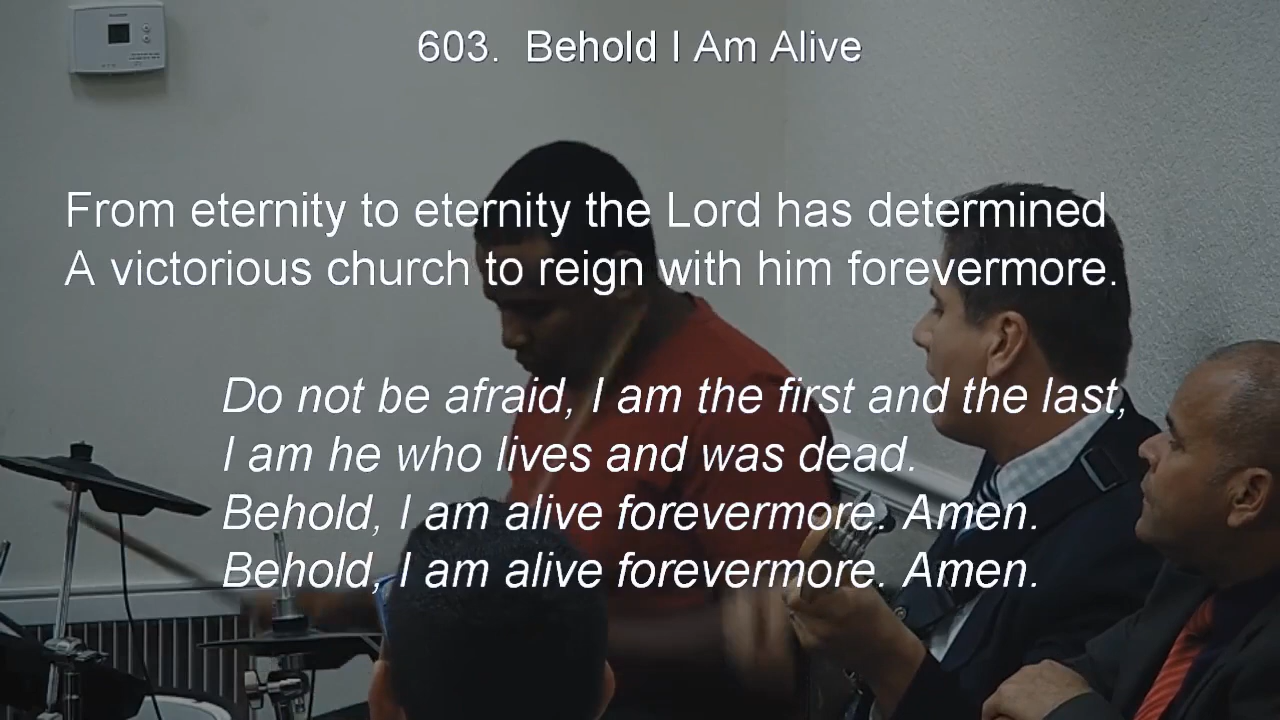 603. Behold I Am Alive
From eternity to eternity the Lord has determined
A victorious church to reign with him forevermore.
Do not be afraid, I am the first and the last,
I am he who lives and was dead.
Behold, I am alive forevermore. Amen.
Behold, I am alive forevermore. Amen.